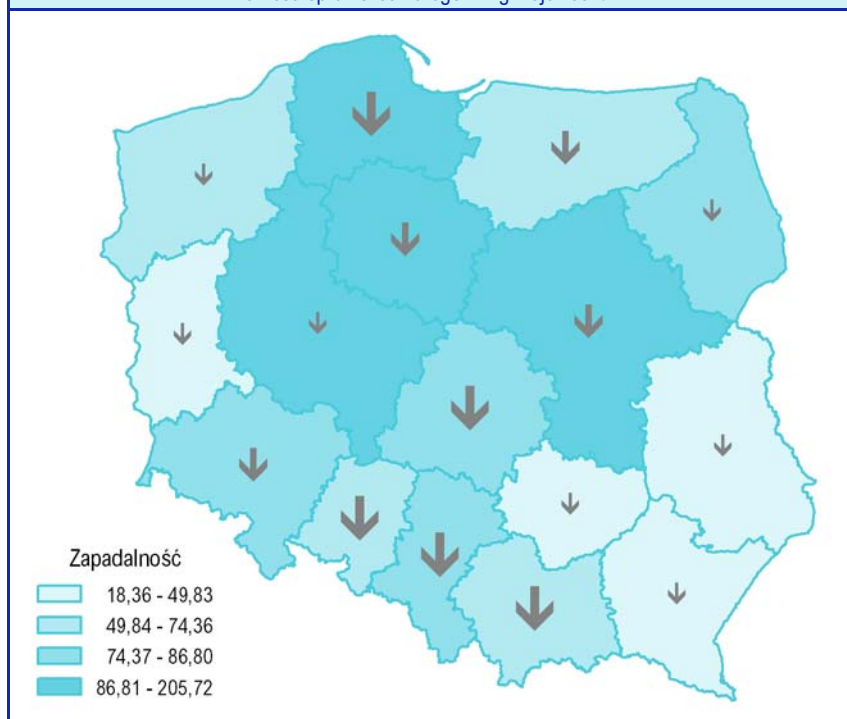 Zapadalność
18,36 - 49,83
49,84 - 74,36
74,37 - 86,80
86,81 - 205,72